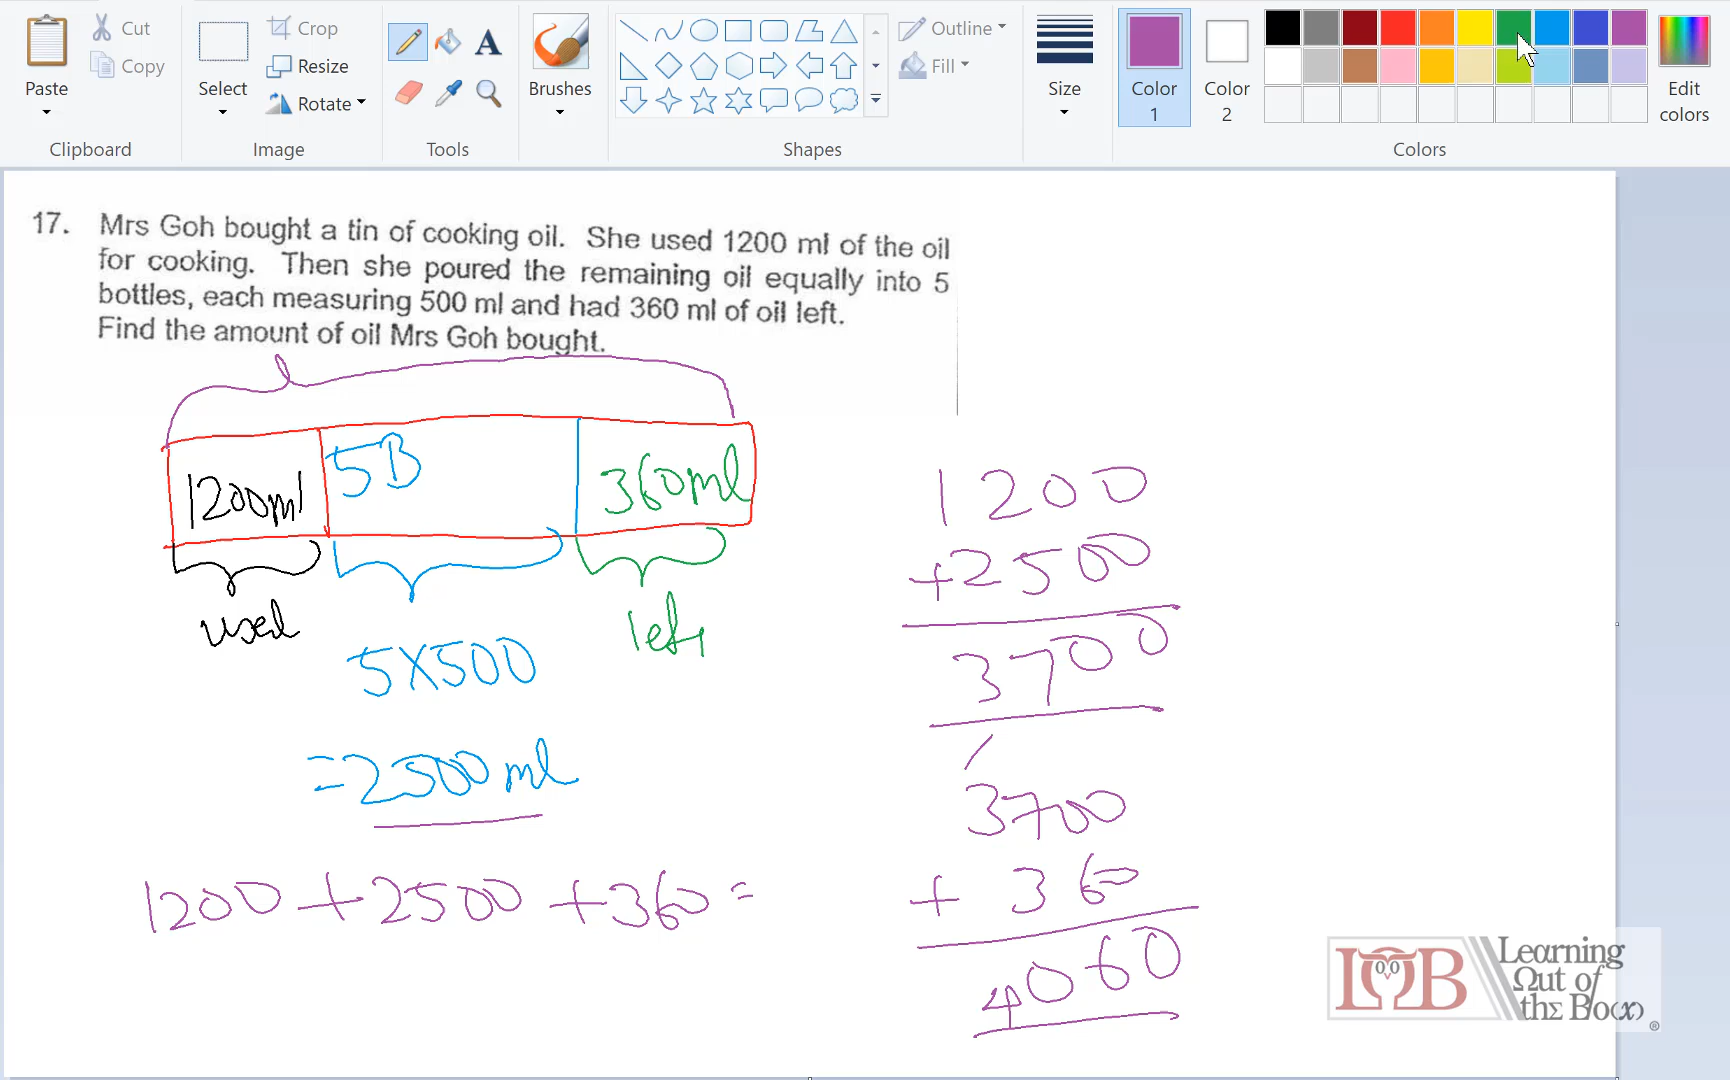 Cut
Copy
Paste
Clipboard
Select
Crop
Resize
Rotate
Image
Tools
Brushes
Shapes
Outline
Fill
Size
Color 1
Color 2
Edit colors
Colors
17. Mrs Goh bought a tin of cooking oil. She used 1200 ml of the oil
for cooking. Then she poured the remaining oil equally into 5
bottles, each measuring 500 ml and had 360 ml of oil left.
Find the amount of oil Mrs Goh bought.
1200ml 5B 360ml
used left
5X500
=2500 ml
1200 + 2500 + 360 =
1200
+2500
3700
3700
+ 360
4060
LOB Learning
Out of
thΣ Bo(x)
®